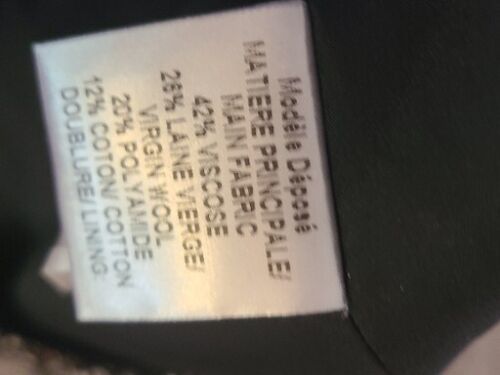 Modèle Déposé
MATIERE PRINCIPALE/
MAIN FABRIC
42% VISCOSE
26% LAINE VIERGE/
VIRGIN WOOL
20% POLYAMIDE
12% COTON/ COTTON
DOUBLURE/ LINING